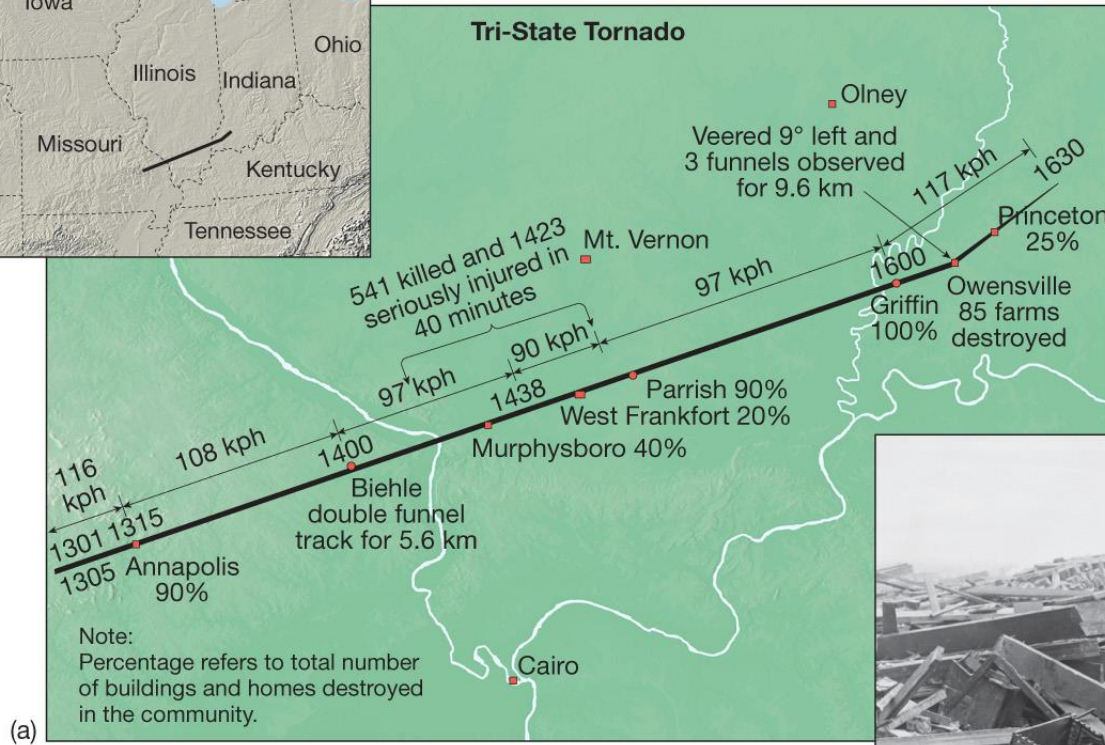 Iowa
Ohio
Illinois
Indiana
Missouri
Kentucky
Tennessee
Tri-State Tornado
Olney
Veered 9° left and
3 funnels observed
for 9.6 km
117 kph
1630
Princeton
25%
541 killed and 1423
seriously injured in
40 minutes
Mt. Vernon
97 kph
1600
Griffin
100%
Owensville
85 farms
destroyed
90 kph
97 kph
1438
Parrish 90%
West Frankfort 20%
Murphysboro 40%
108 kph
1400
Biehle
double funnel
track for 5.6 km
116
kph
1301
1315
1305
Annapolis
90%
Note:
Percentage refers to total number
of buildings and homes destroyed
in the community.
Cairo
(a)